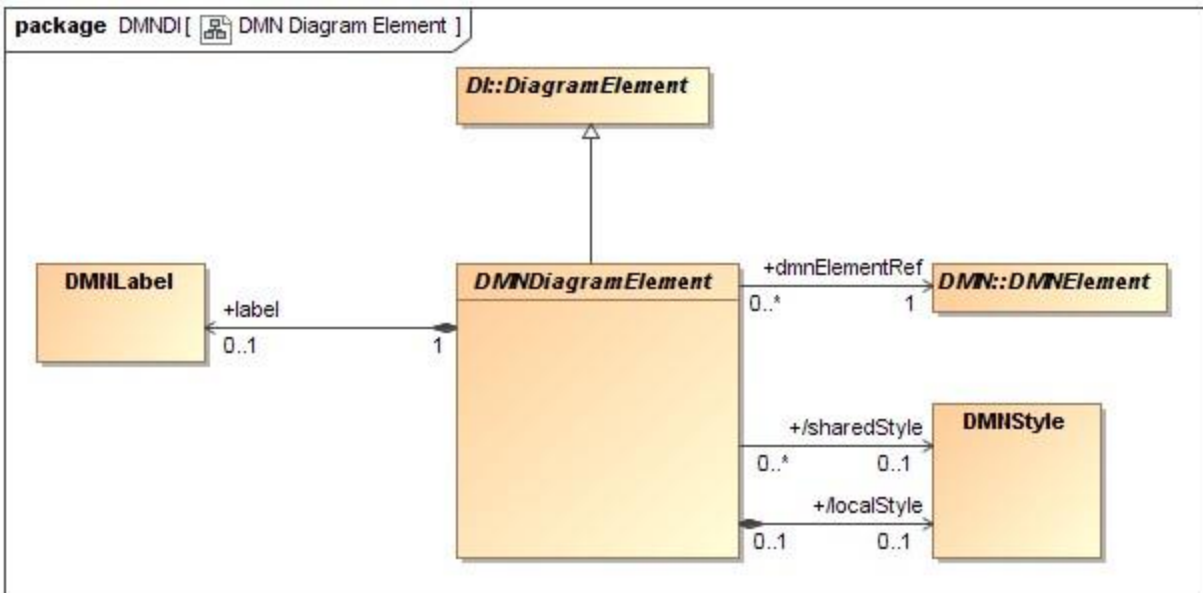 package DMNDI[ DMN Diagram Element ]
DI::DiagramElement
DMNLabel
DMNDiagramElement
+dmnElementRef
DMN::DMNElement
0..*
1
+label
0..1
1
+/sharedStyle
DMNStyle
0..*
0..1
+/localStyle
0..1
0..1